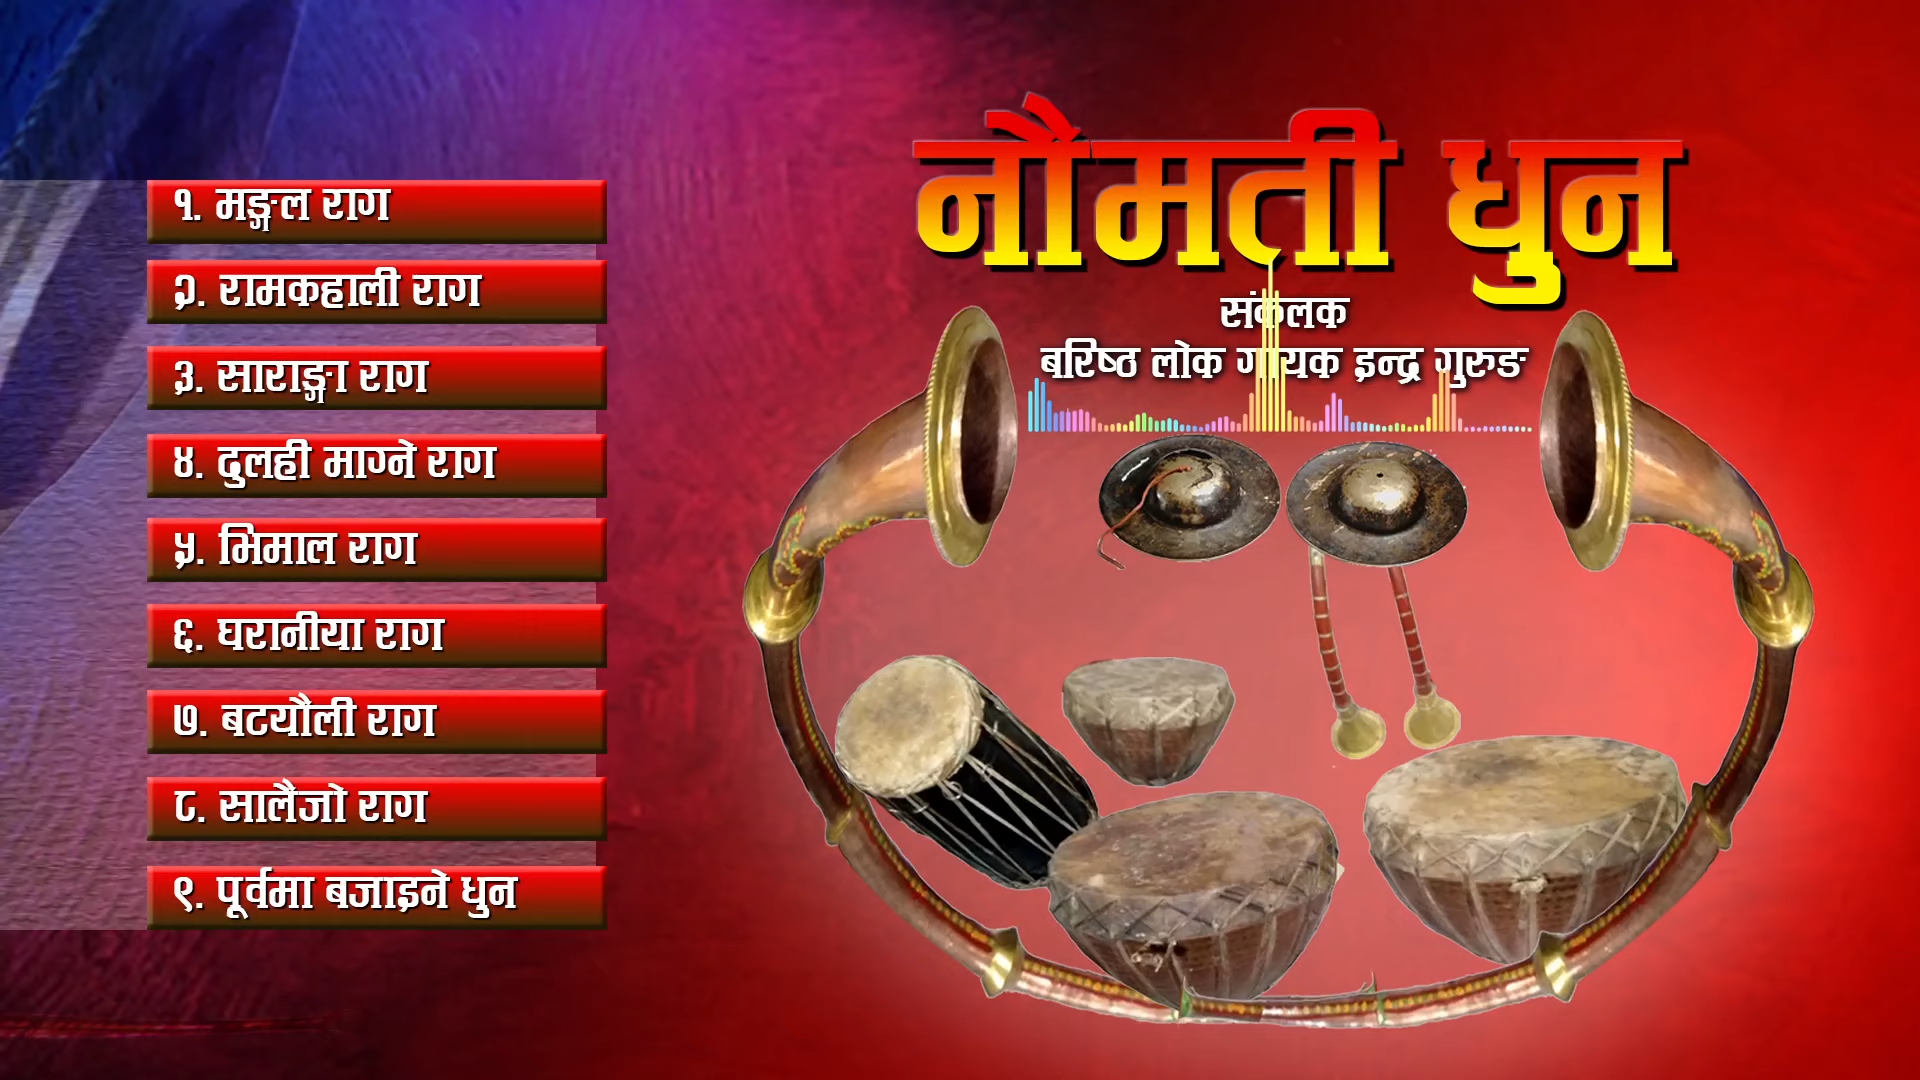 १. मङ्गल राग
२. रामकहाली राग
३. साराङ्गा राग
४. दुलही माग्ने राग
५. भिमाल राग
६. घरानीया राग
७. बटयौली राग
८. सालैजो राग
९. पूर्वमा बजाइने धुन
नौमती धुन
संकलक
बरिष्ठ लोक गायक इन्द्र गुरुङ